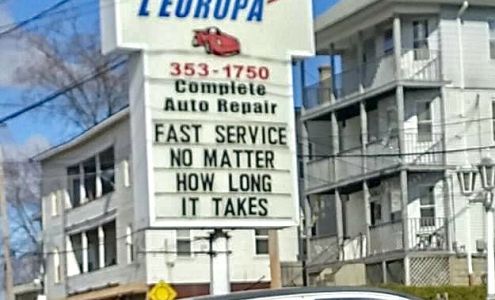 L'EUROPA
353-1750
Complete
Auto Repair
FAST SERVICE
NO MATTER
HOW LONG
IT TAKES